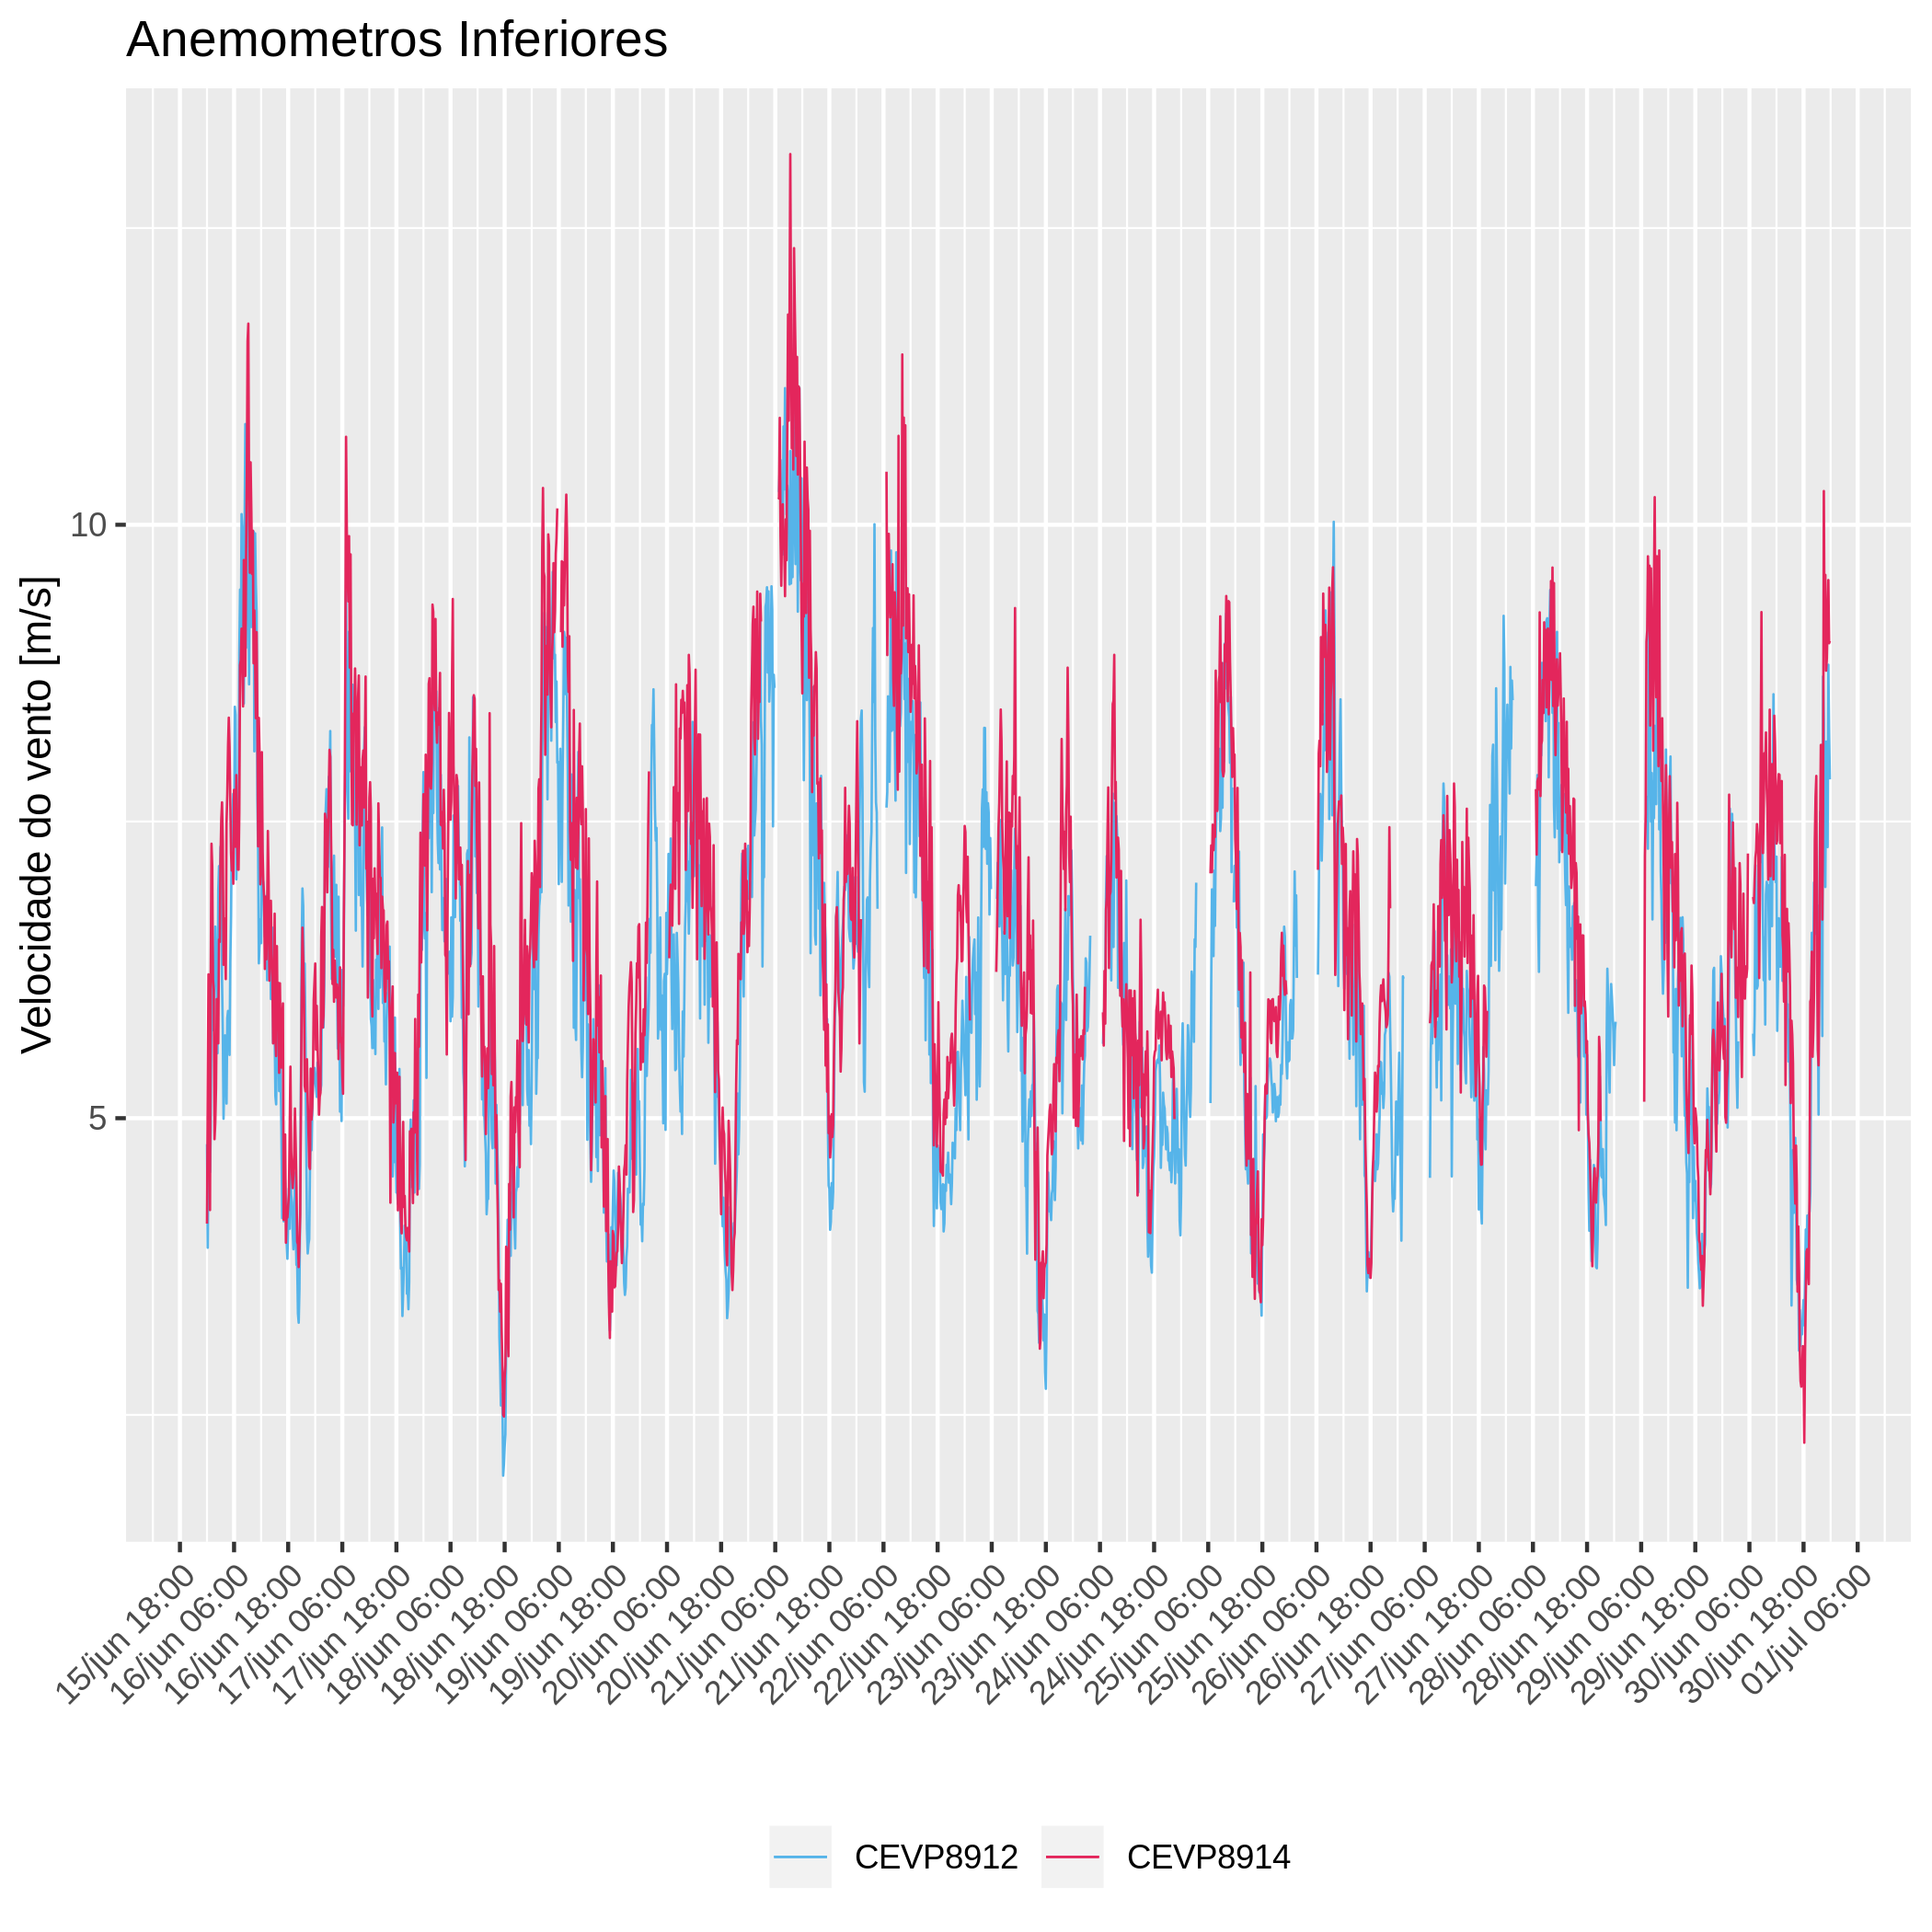 Anemometros Inferiores
Velocidade do vento [m/s]
10
5
15/jun 18:00
16/jun 06:00
16/jun 18:00
17/jun 06:00
17/jun 18:00
18/jun 06:00
18/jun 18:00
19/jun 06:00
19/jun 18:00
20/jun 06:00
20/jun 18:00
21/jun 06:00
21/jun 18:00
22/jun 06:00
22/jun 18:00
23/jun 06:00
23/jun 18:00
24/jun 06:00
24/jun 18:00
25/jun 06:00
25/jun 18:00
26/jun 06:00
26/jun 18:00
27/jun 06:00
27/jun 18:00
28/jun 06:00
28/jun 18:00
29/jun 06:00
29/jun 18:00
30/jun 06:00
30/jun 18:00
01/jul 06:00
CEVP8912 CEVP8914